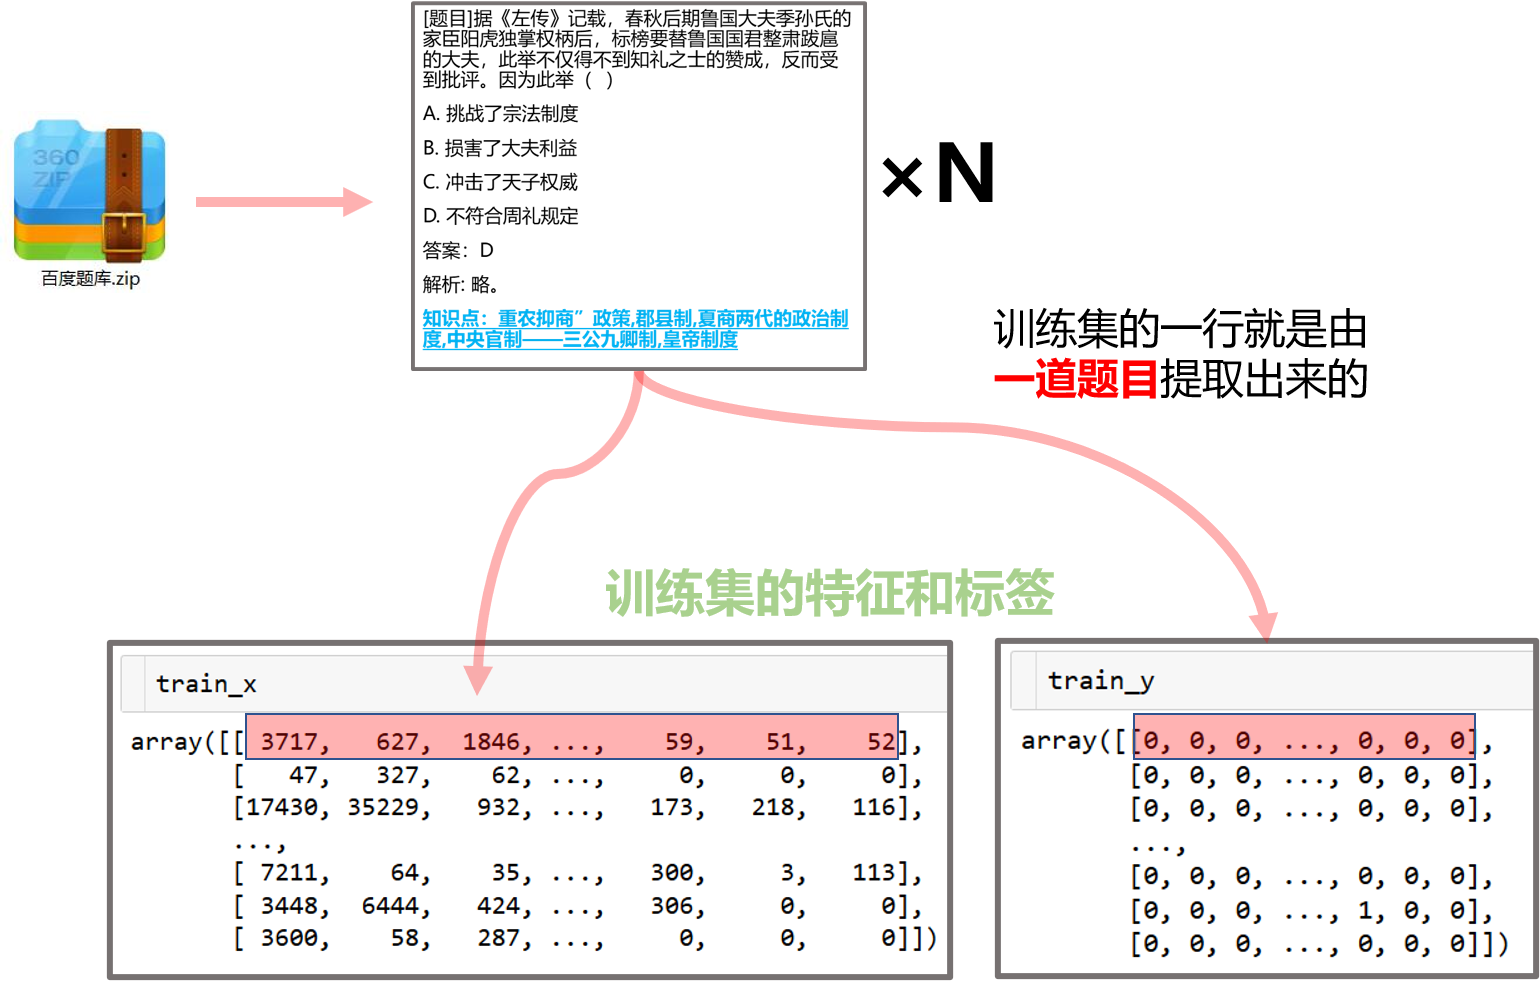 [题目]据《左传》记载，春秋后期鲁国大夫季孙氏的
家臣阳虎独掌权柄后，标榜要替鲁国国君整肃跋扈
的大夫，此举不仅得不到知礼之士的赞成，反而受
到批评。因为此举（  ）
A. 挑战了宗法制度
B. 损害了大夫利益
C. 冲击了天子权威
D. 不符合周礼规定
答案：D
解析: 略。
知识点：重农抑商”政策,郡县制,夏商两代的政治制
度,中央官制——三公九卿制,皇帝制度
360
ZIP
百度题库.zip
×N
训练集的一行就是由
一道题目提取出来的
训练集的特征和标签
train_x
array([[ 3717,   627,  1846, ...,    59,    51,    52],
[   47,   327,    62, ...,     0,     0,     0],
[17430, 35229,   932, ...,   173,   218,   116],
...,
[ 7211,    64,    35, ...,   300,     3,   113],
[ 3448,  6444,   424, ...,   306,     0,     0],
[ 3600,    58,   287, ...,     0,     0,     0]])
train_y
array([[0, 0, 0, ..., 0, 0, 0],
[0, 0, 0, ..., 0, 0, 0],
[0, 0, 0, ..., 0, 0, 0],
...,
[0, 0, 0, ..., 0, 0, 0],
[0, 0, 0, ..., 1, 0, 0],
[0, 0, 0, ..., 0, 0, 0]])